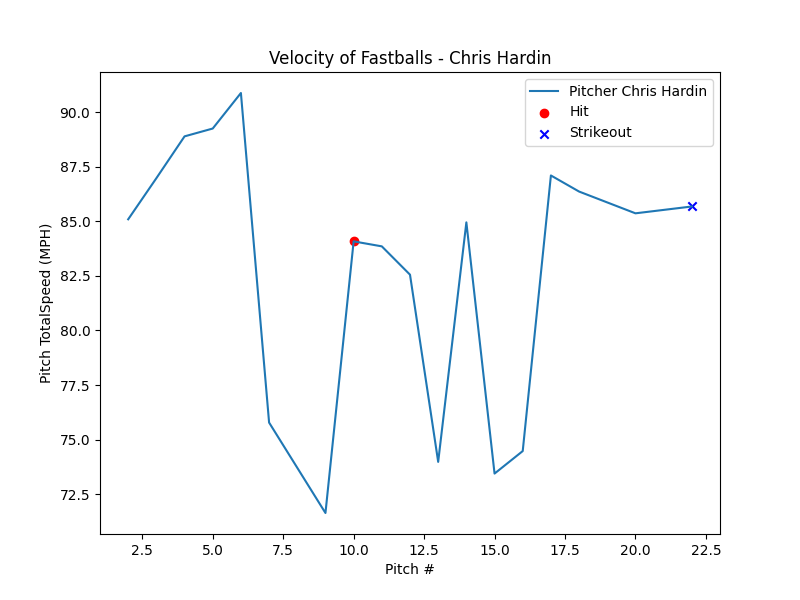 Velocity of Fastballs - Chris Hardin
Pitcher Chris Hardin
Hit
Strikeout
90.0
87.5
85.0
82.5
80.0
77.5
75.0
72.5
Pitch TotalSpeed (MPH)
2.5 5.0 7.5 10.0 12.5 15.0 17.5 20.0 22.5
Pitch #